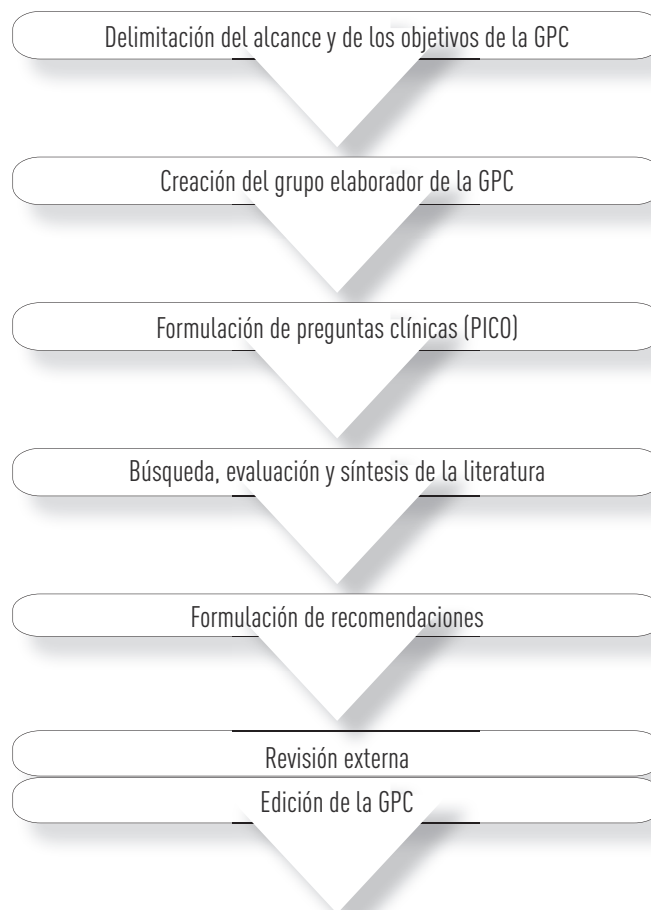 Delimitación del alcance y de los objetivos de la GPC
Creación del grupo elaborador de la GPC
Formulación de preguntas clínicas (PICO)
Búsqueda, evaluación y síntesis de la literatura
Formulación de recomendaciones
Revisión externa
Edición de la GPC